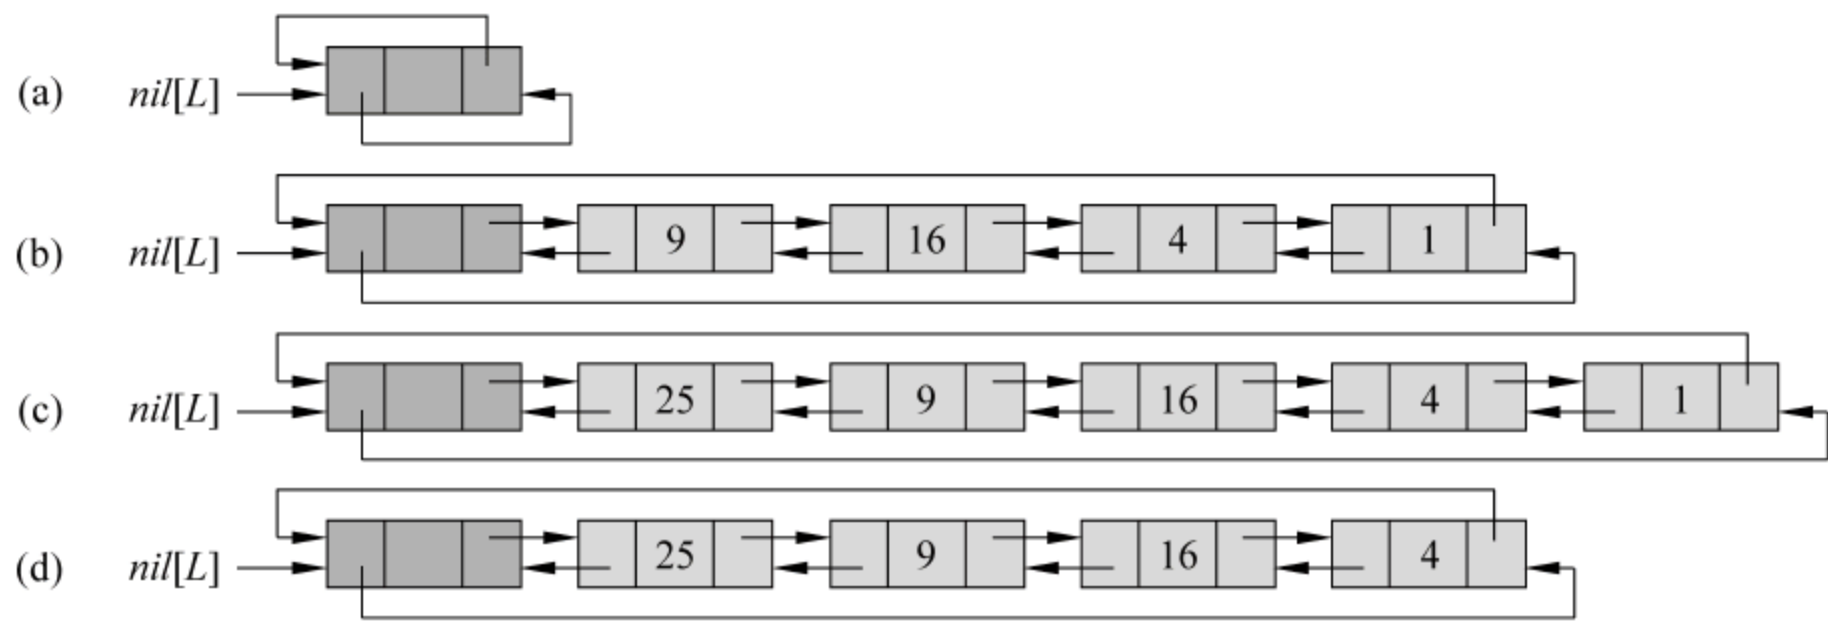 (a) nil[L]
(b) nil[L] 9 16 4 1
(c) nil[L] 25 9 16 4 1
(d) nil[L] 25 9 16 4